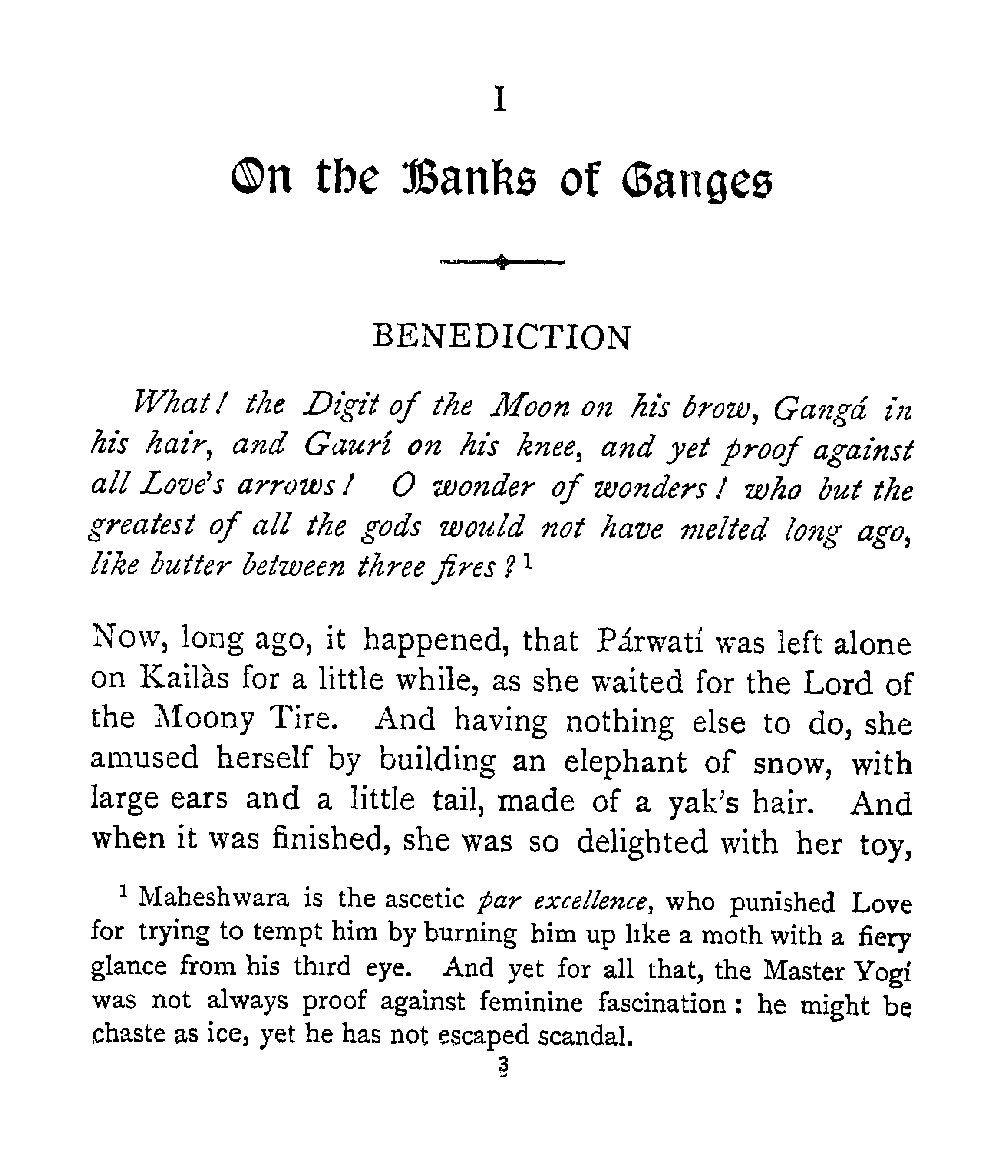 I
On the Banks of Ganges
BENEDICTION
What! the Digit of the Moon on his brow, Gangá in
his hair, and Gaurí on his knee, and yet proof against
all Love's arrows! O wonder of wonders! who but the
greatest of all the gods would not have melted long ago,
like butter between three fires?¹
Now, long ago, it happened, that Párwatí was left alone
on Kailàs for a little while, as she waited for the Lord of
the Moony Tire. And having nothing else to do, she
amused herself by building an elephant of snow, with
large ears and a little tail, made of a yak's hair. And
when it was finished, she was so delighted with her toy,
¹ Maheshwara is the ascetic par excellence, who punished Love
for trying to tempt him by burning him up like a moth with a fiery
glance from his third eye. And yet for all that, the Master Yogí
was not always proof against feminine fascination: he might be
chaste as ice, yet he has not escaped scandal.
3